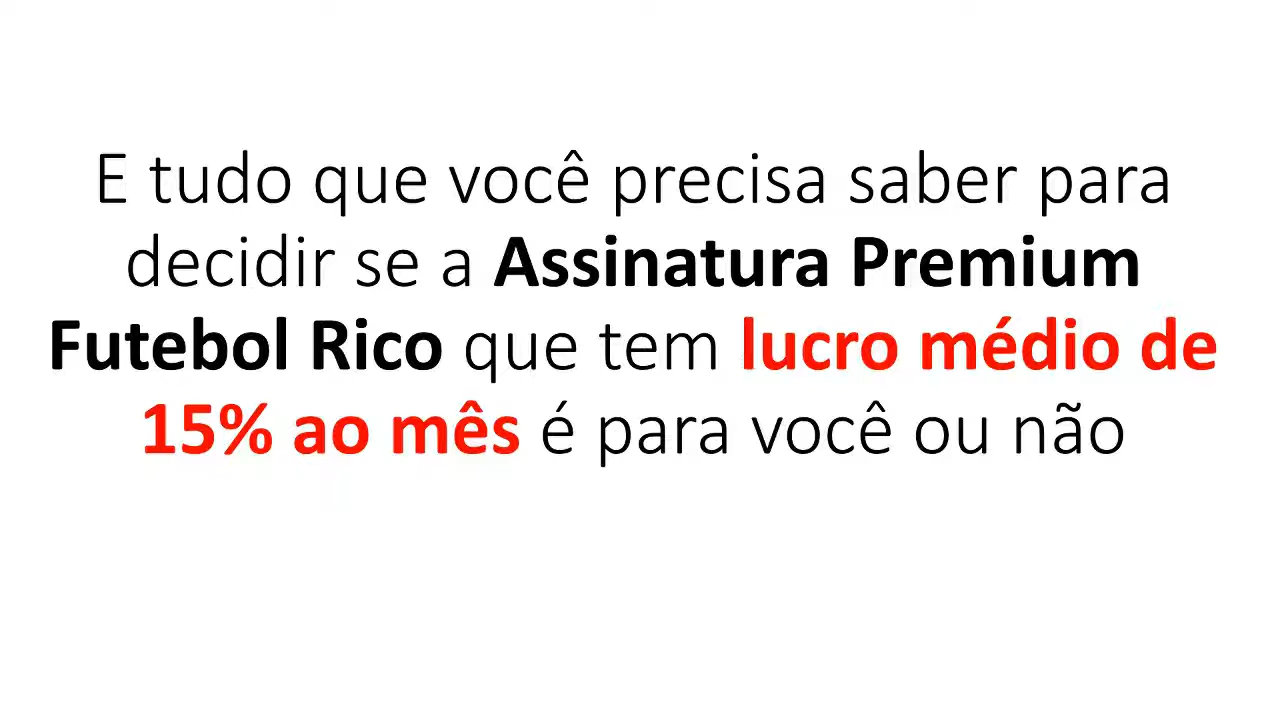 E tudo que você precisa saber para
decidir se a Assinatura Premium
Futebol Rico que tem lucro médio de
15% ao mês é para você ou não